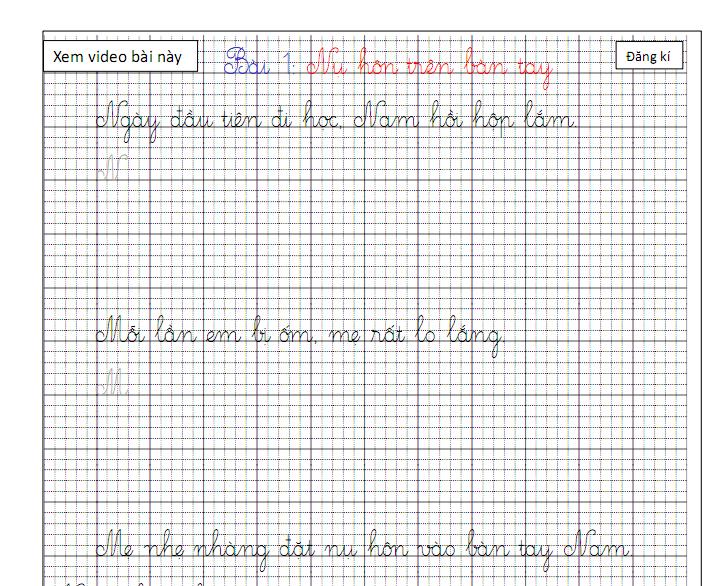 Xem video bài này
Bài 1: Nụ hôn trên bàn tay
Đăng kí
Ngày đầu tiên đi học, Nam hồi hộp lắm.
N
Mỗi lần em bị ốm, mẹ rất lo lắng.
M
Mẹ nhẹ nhàng đặt nụ hôn vào bàn tay Nam.